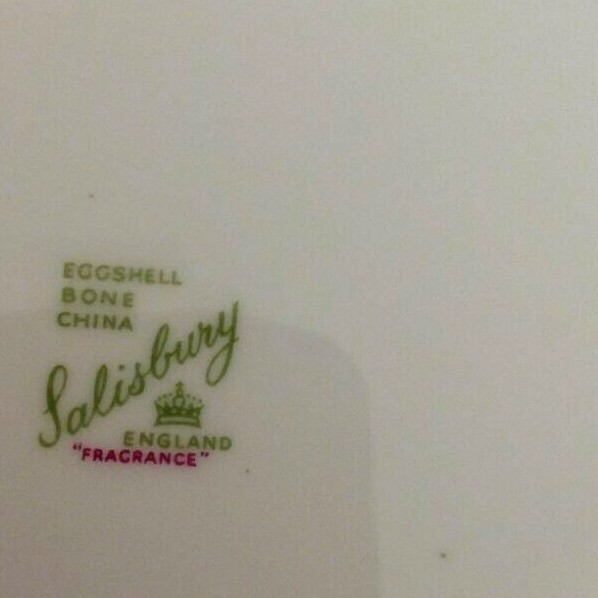 EGGSHELL
BONE
CHINA
Salisbury
ENGLAND
"FRAGRANCE"